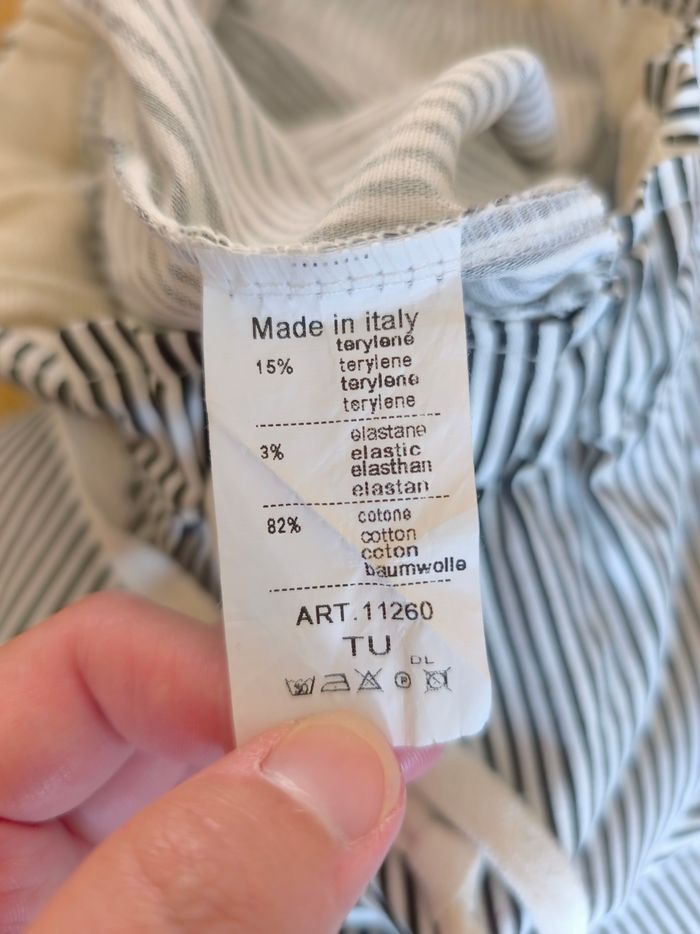 Made in italy
terylene
15% terylene
terylene
terylene
elastane
3% elastic
elasthan
elastan
cotone
82% cotton
coton
baumwolle
ART.11260
TU
DL
30 P